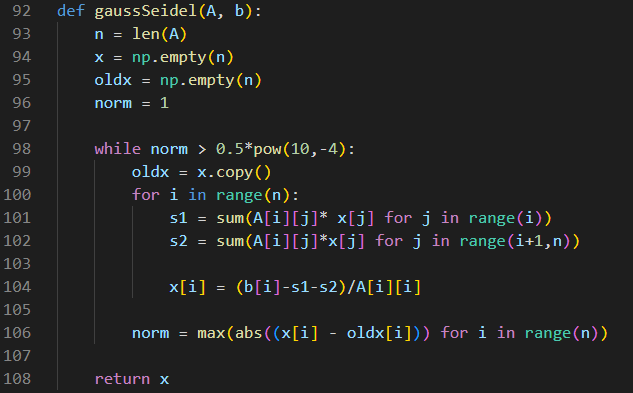 92 def gaussSeidel(A, b):
93     n = len(A)
94     x = np.empty(n)
95     oldx = np.empty(n)
96     norm = 1
97
98     while norm > 0.5*pow(10,-4):
99         oldx = x.copy()
100         for i in range(n):
101             s1 = sum(A[i][j]* x[j] for j in range(i))
102             s2 = sum(A[i][j]*x[j] for j in range(i+1,n))
103
104             x[i] = (b[i]-s1-s2)/A[i][i]
105
106         norm = max(abs((x[i] - oldx[i])) for i in range(n))
107
108     return x